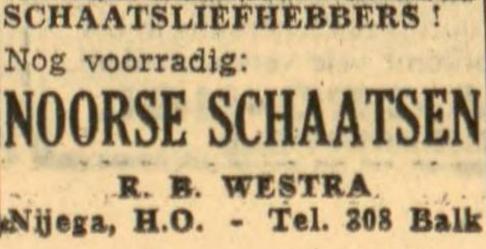 SCHAATSLIEFHEBBERS !
Nog voorradig:
NOORSE SCHAATSEN
R. B. WESTRA
Nijega, H.O. - Tel. 308 Balk